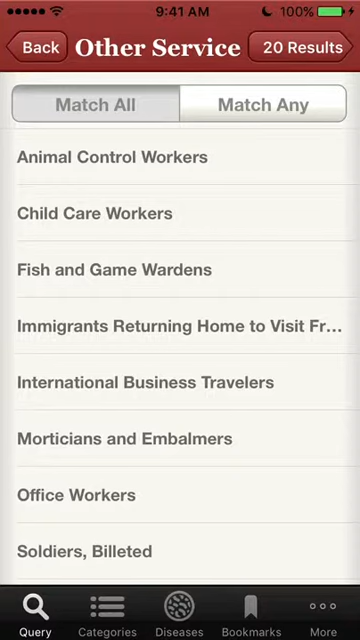 9:41 AM
100%
Back
Other Service
20 Results
Match All
Match Any
Animal Control Workers
Child Care Workers
Fish and Game Wardens
Immigrants Returning Home to Visit Fr...
International Business Travelers
Morticians and Embalmers
Office Workers
Soldiers, Billeted
Query
Categories
Diseases
Bookmarks
More